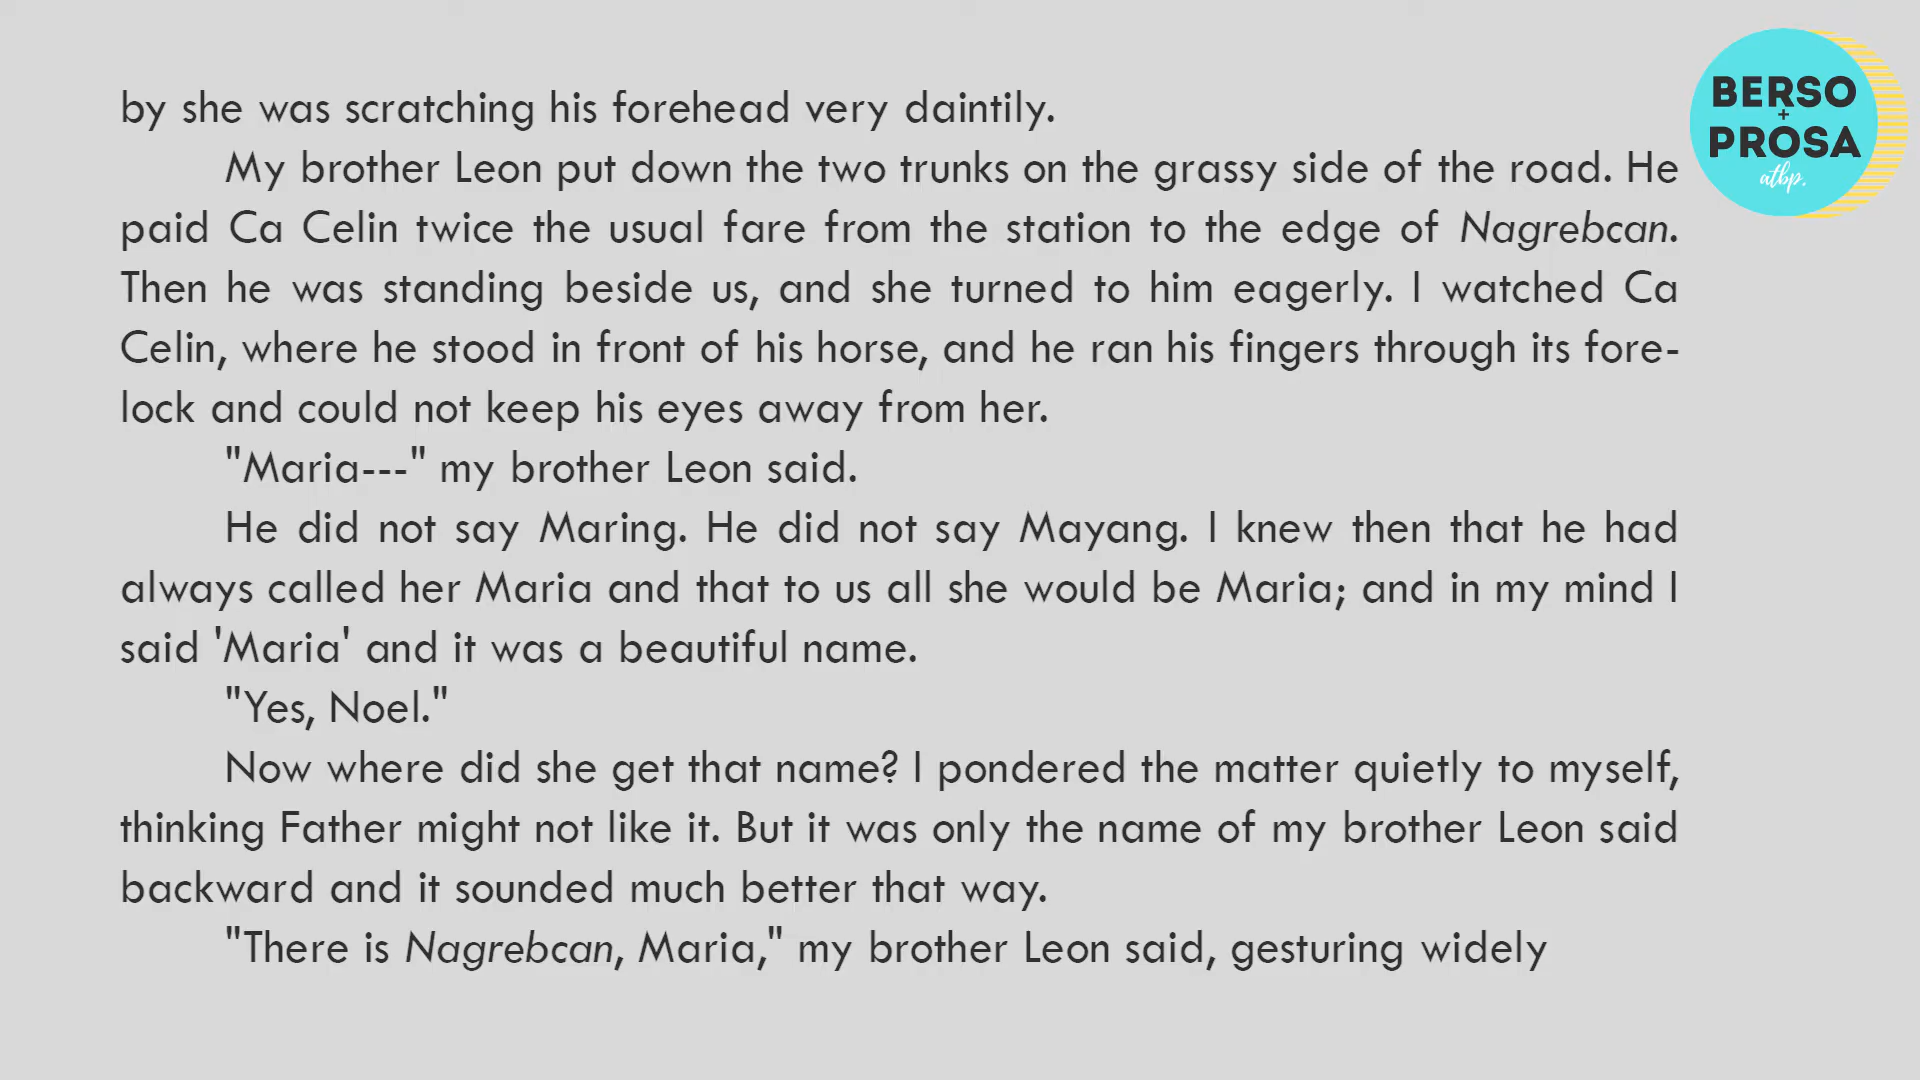 by she was scratching his forehead very daintily.
My brother Leon put down the two trunks on the grassy side of the road. He
paid Ca Celin twice the usual fare from the station to the edge of Nagrebcan.
Then he was standing beside us, and she turned to him eagerly. I watched Ca
Celin, where he stood in front of his horse, and he ran his fingers through its fore-
lock and could not keep his eyes away from her.
"Maria---" my brother Leon said.
He did not say Maring. He did not say Mayang. I knew then that he had
always called her Maria and that to us all she would be Maria; and in my mind I
said 'Maria' and it was a beautiful name.
"Yes, Noel."
Now where did she get that name? I pondered the matter quietly to myself,
thinking Father might not like it. But it was only the name of my brother Leon said
backward and it sounded much better that way.
"There is Nagrebcan, Maria," my brother Leon said, gesturing widely
BERSO
+
PROSA
atbp.